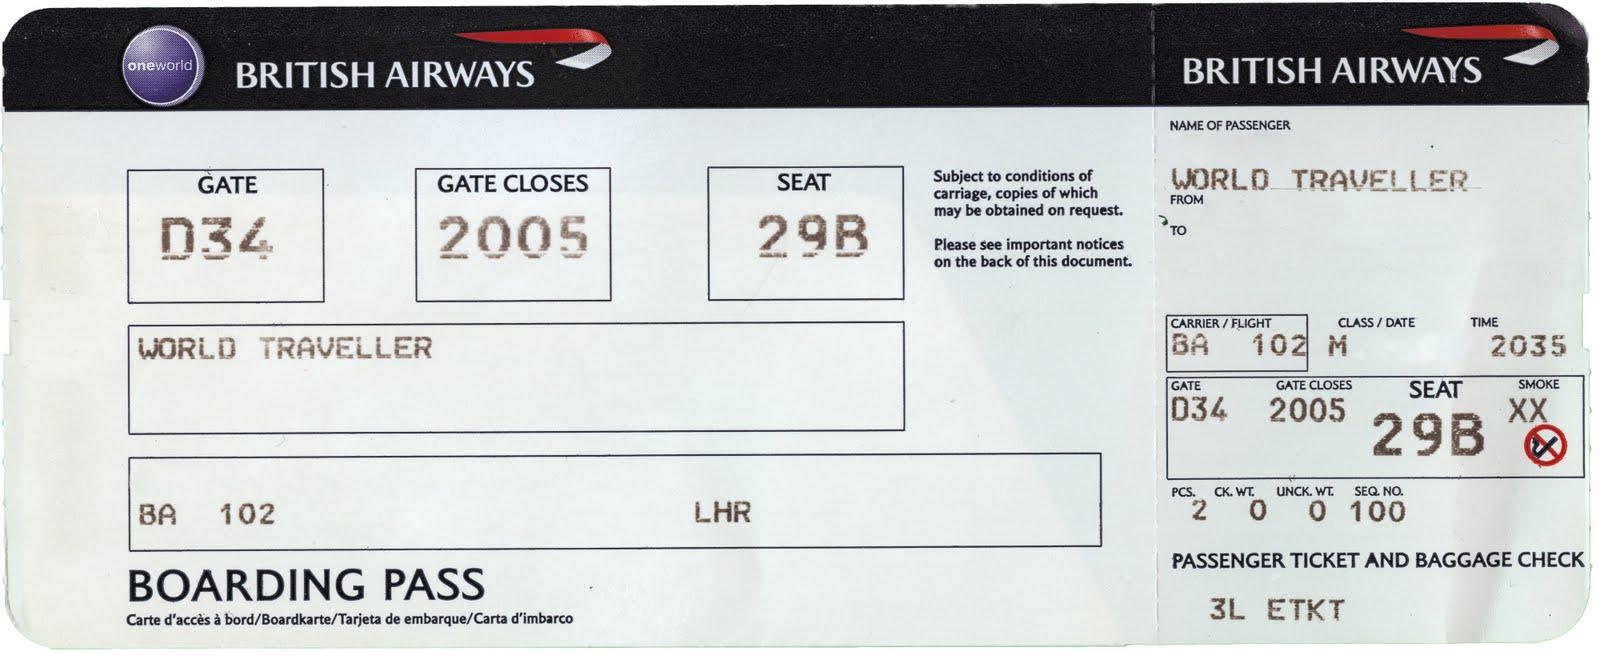 oneworld
BRITISH AIRWAYS
GATE
D34
GATE CLOSES
2005
SEAT
29B
Subject to conditions of
carriage, copies of which
may be obtained on request.
Please see important notices
on the back of this document.
WORLD TRAVELLER
BA 102 LHR
BOARDING PASS
Carte d'accès à bord/Boardkarte/Tarjeta de embarque/Carta d'imbarco
BRITISH AIRWAYS
NAME OF PASSENGER
WORLD TRAVELLER
FROM
TO
CARRIER / FLIGHT CLASS / DATE TIME
BA 102 M 2035
GATE GATE CLOSES SEAT SMOKE
D34 2005 29B XX
PCS. CK. WT. UNCK. WT. SEQ. NO.
2 0 0 100
PASSENGER TICKET AND BAGGAGE CHECK
3L ETKT